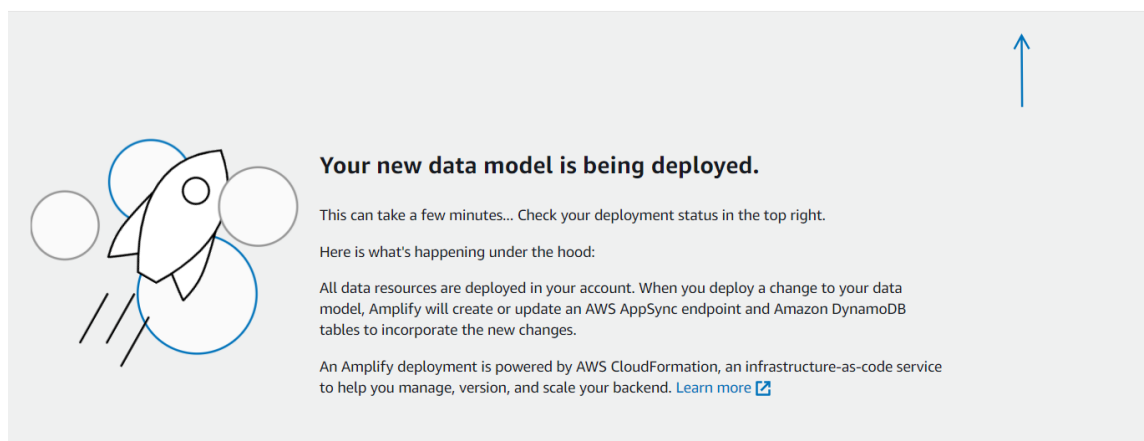 Your new data model is being deployed.
This can take a few minutes... Check your deployment status in the top right.
Here is what's happening under the hood:
All data resources are deployed in your account. When you deploy a change to your data
model, Amplify will create or update an AWS AppSync endpoint and Amazon DynamoDB
tables to incorporate the new changes.
An Amplify deployment is powered by AWS CloudFormation, an infrastructure-as-code service
to help you manage, version, and scale your backend. Learn more